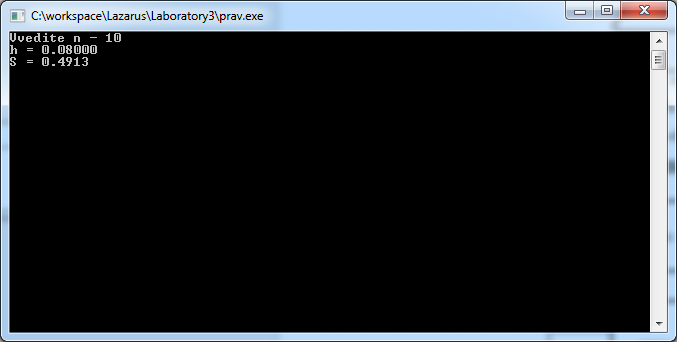 C:\workspace\Lazarus\Laboratory3\prav.exe
Vvedite n - 10
h = 0.08000
S = 0.4913